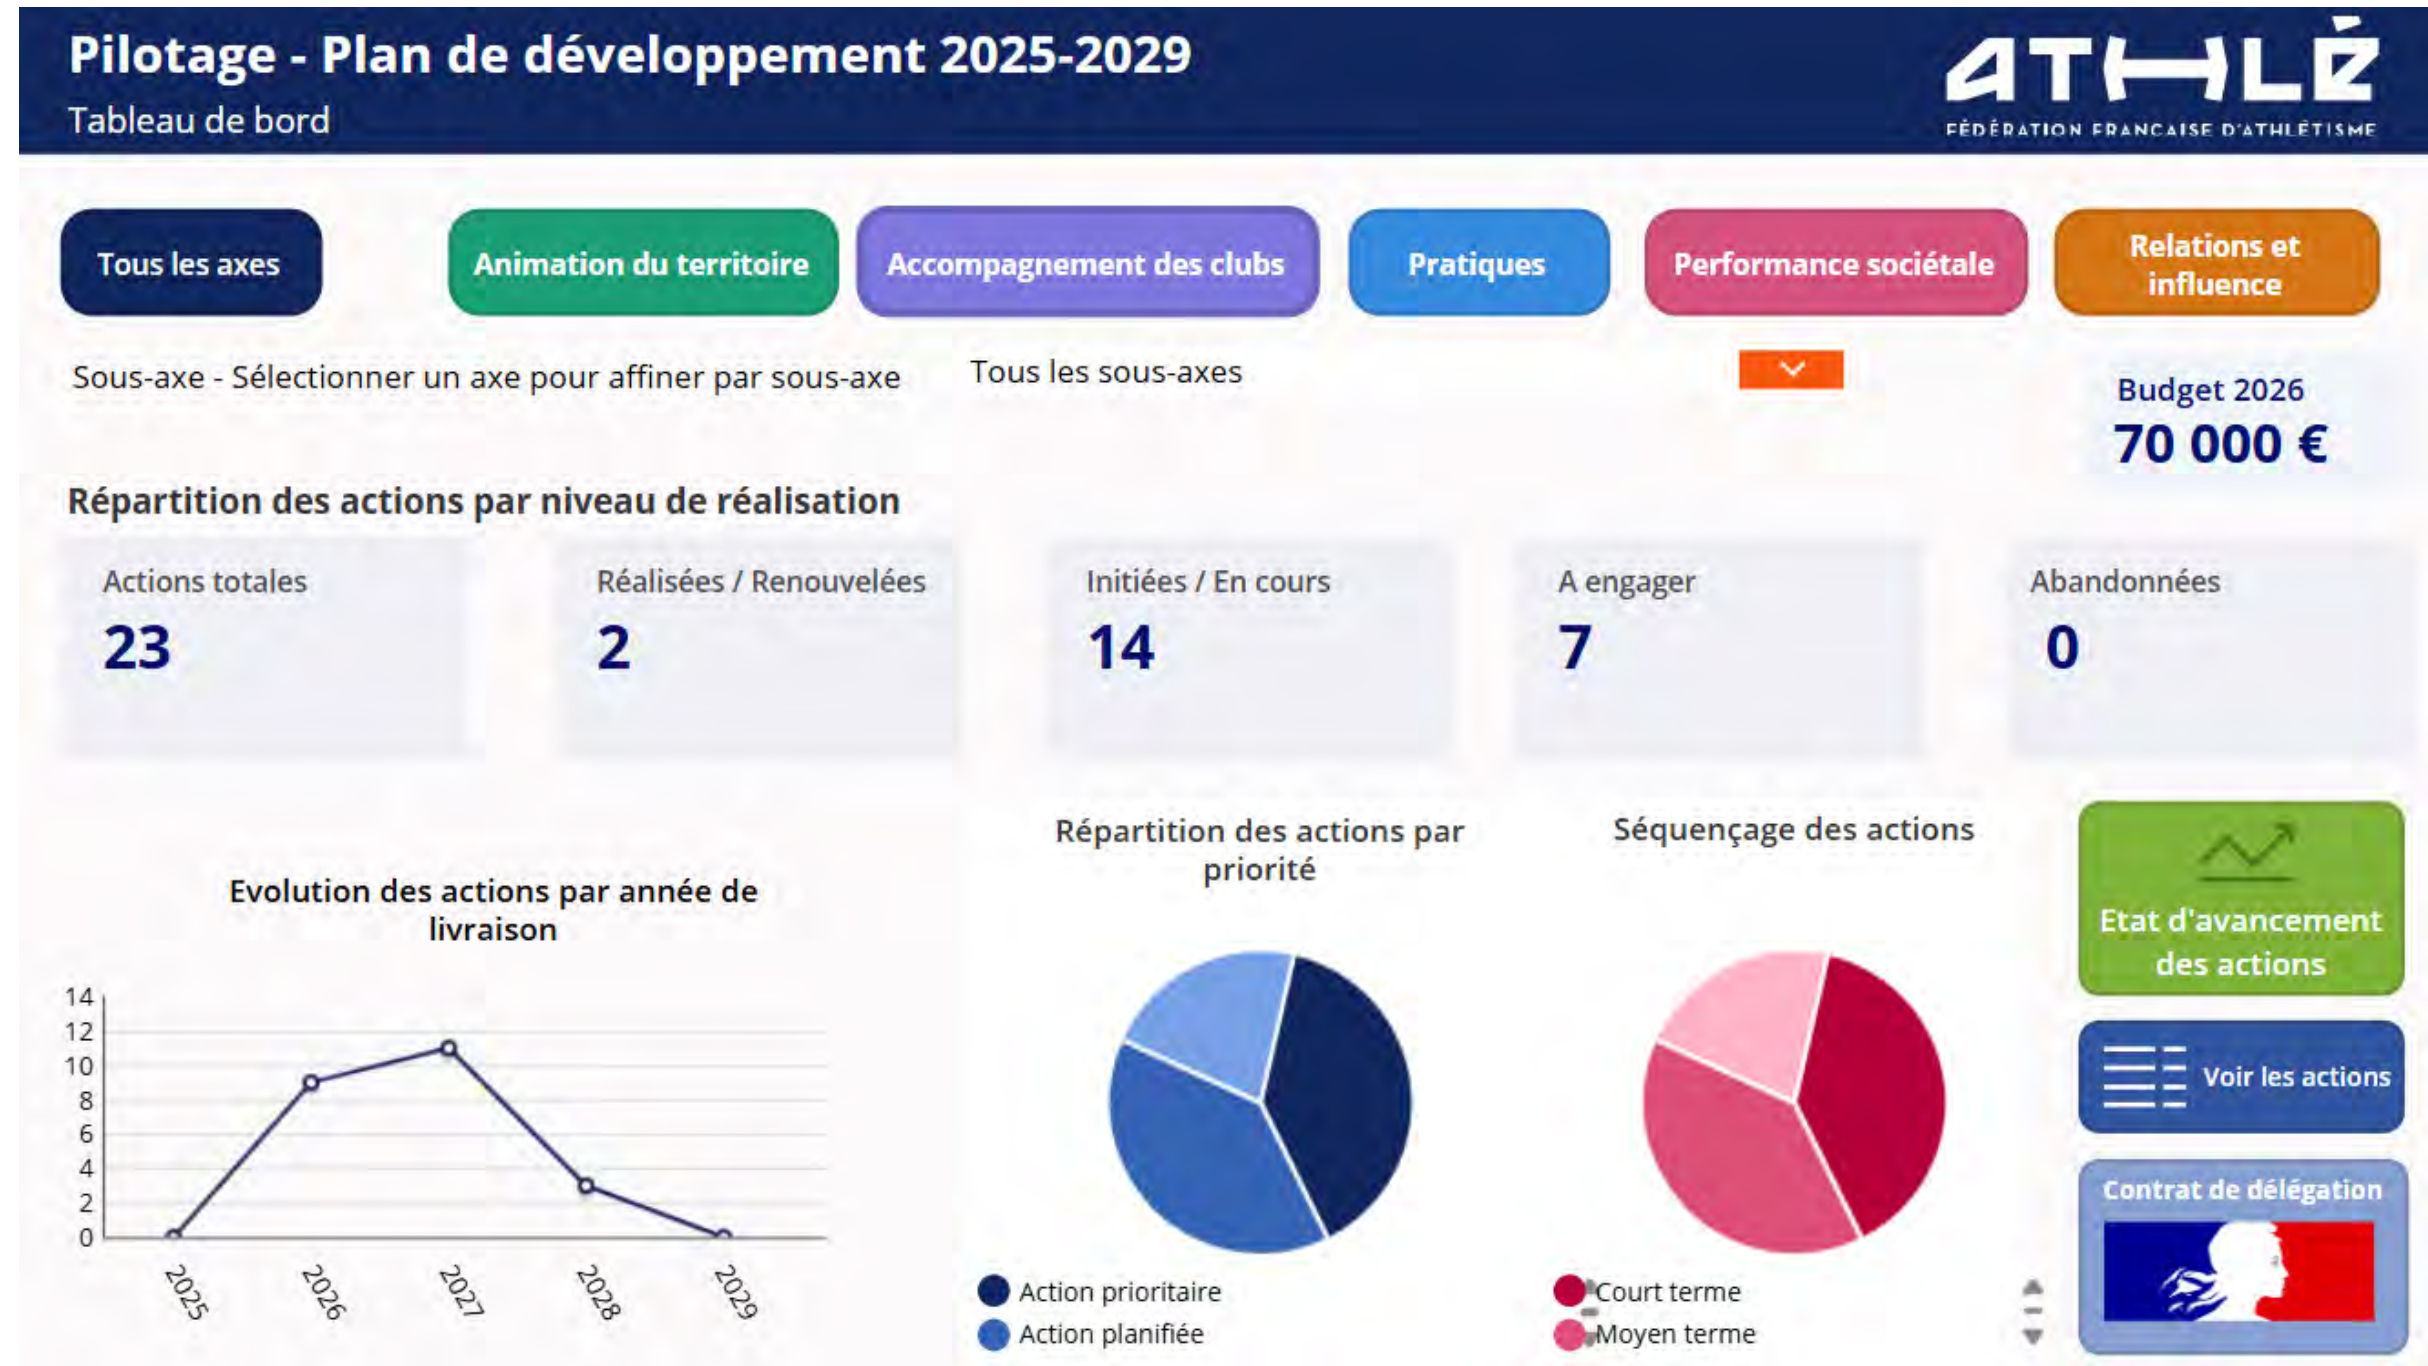 Pilotage - Plan de développement 2025-2029
Tableau de bord
ATHLÉ
FÉDÉRATION FRANCAISE D'ATHLÉTISME
Tous les axes
Animation du territoire
Accompagnement des clubs
Pratiques
Performance sociétale
Relations et
influence
Sous-axe - Sélectionner un axe pour affiner par sous-axe
Tous les sous-axes
Budget 2026
70 000 €
Répartition des actions par niveau de réalisation
Actions totales
23
Réalisées / Renouvelées
2
Initiées / En cours
14
A engager
7
Abandonnées
0
Evolution des actions par année de
livraison
14
12
10
8
6
4
2
0
2025
2026
2027
2028
2029
Répartition des actions par
priorité
Action prioritaire
Action planifiée
Séquençage des actions
Court terme
Moyen terme
Etat d'avancement
des actions
Voir les actions
Contrat de délégation